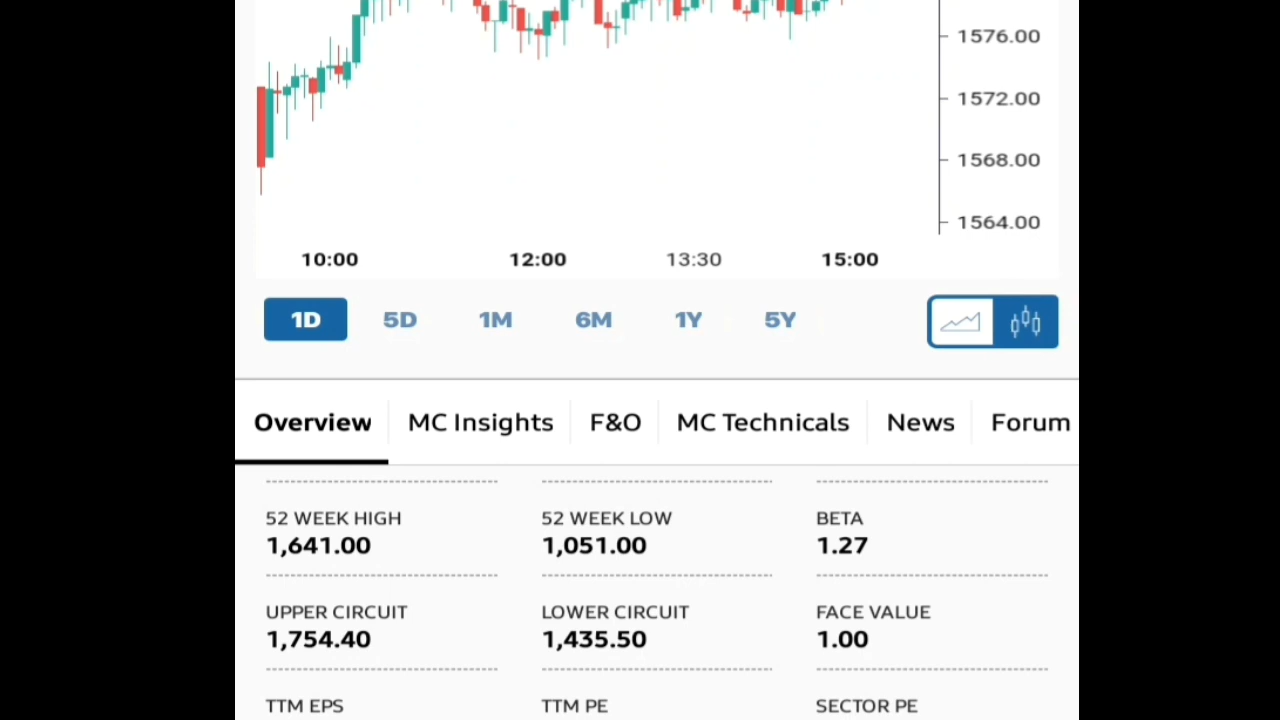 1576.00
1572.00
1568.00
1564.00
10:00 12:00 13:30 15:00
1D 5D 1M 6M 1Y 5Y
Overview MC Insights F&O MC Technicals News Forum
52 WEEK HIGH 52 WEEK LOW BETA
1,641.00 1,051.00 1.27
UPPER CIRCUIT LOWER CIRCUIT FACE VALUE
1,754.40 1,435.50 1.00
TTM EPS TTM PE SECTOR PE